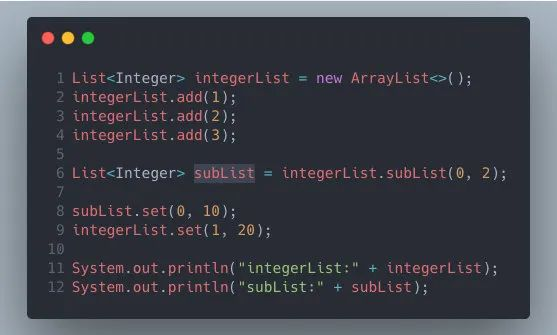 1 List<Integer> integerList = new ArrayList<>();
2 integerList.add(1);
3 integerList.add(2);
4 integerList.add(3);
5
6 List<Integer> subList = integerList.subList(0, 2);
7
8 subList.set(0, 10);
9 integerList.set(1, 20);
10
11 System.out.println("integerList:" + integerList);
12 System.out.println("subList:" + subList);